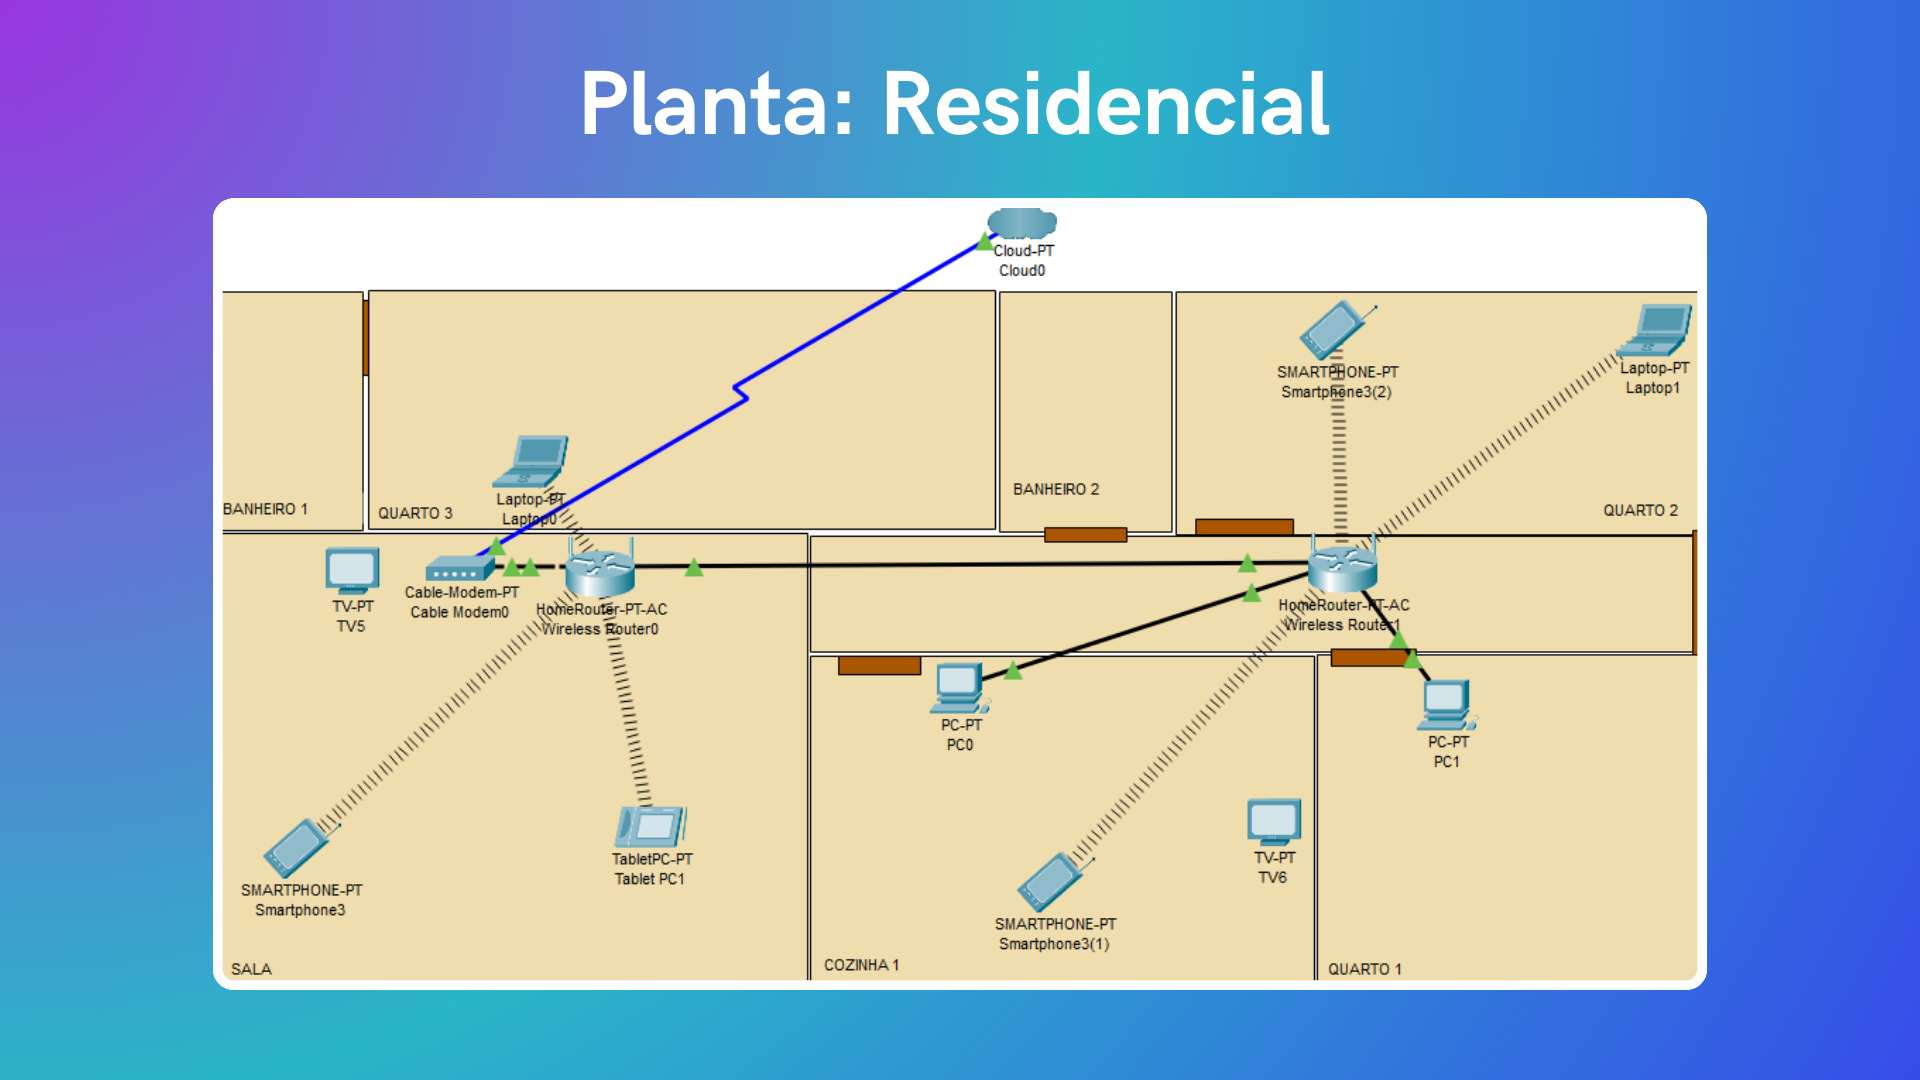 Planta: Residencial
Cloud-PT
Cloud0
SMARTPHONE-PT
Smartphone3(2)
Laptop-PT
Laptop1
BANHEIRO 1
QUARTO 3
Laptop-PT
Laptop0
BANHEIRO 2
QUARTO 2
TV-PT
TV5
Cable-Modem-PT
Cable Modem0
HomeRouter-PT-AC
Wireless Router0
HomeRouter-PT-AC
Wireless Router1
PC-PT
PC0
PC-PT
PC1
SMARTPHONE-PT
Smartphone3
TabletPC-PT
Tablet PC1
TV-PT
TV6
SMARTPHONE-PT
Smartphone3(1)
SALA
COZINHA 1
QUARTO 1